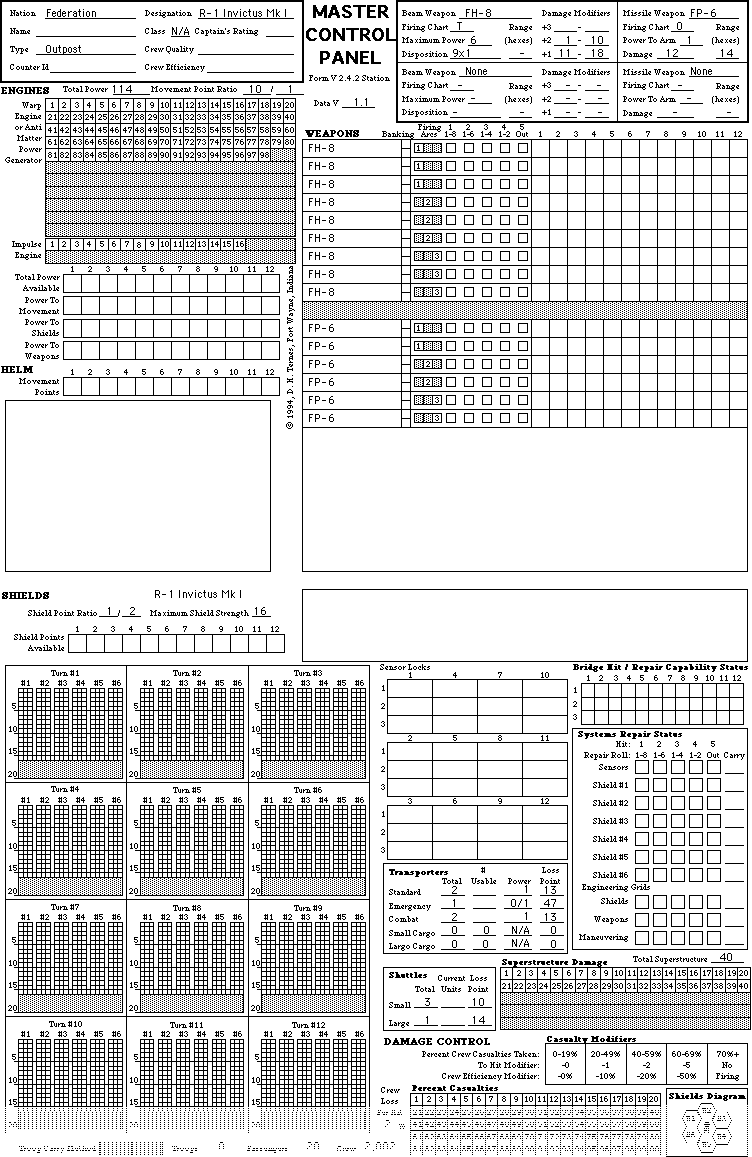 Nation Federation Designation R-1 Invictus Mk I
Name Class N/A Captain's Rating
Type Outpost Crew Quality
Counter Id Crew Efficiency
MASTER
CONTROL
PANEL
Form V 2.4.2 Station
Data V 1.1
Beam Weapon FH-8 Damage Modifiers
Firing Chart T Range
Maximum Power 6 (hexes)
Disposition 9x1 -
+3 - -
+2 1 - 10
+1 11 - 18
Missile Weapon FP-6
Firing Chart O Range
Power To Arm 1 (hexes)
Damage 12 14
Beam Weapon None Damage Modifiers
Firing Chart - Range
Maximum Power - (hexes)
Disposition - -
+3 - -
+2 - -
+1 - -
Missile Weapon None
Firing Chart - Range
Power To Arm - (hexes)
Damage - -
ENGINES Total Power 114 Movement Point Ratio 10 / 1
Warp Engine or Anti Matter Power Generator
1 2 3 4 5 6 7 8 9 10 11 12 13 14 15 16 17 18 19 20
21 22 23 24 25 26 27 28 29 30 31 32 33 34 35 36 37 38 39 40
41 42 43 44 45 46 47 48 49 50 51 52 53 54 55 56 57 58 59 60
61 62 63 64 65 66 67 68 69 70 71 72 73 74 75 76 77 78 79 80
81 82 83 84 85 86 87 88 89 90 91 92 93 94 95 96 97 98
Impulse Engine
1 2 3 4 5 6 7 8 9 10 11 12 13 14 15 16
1 2 3 4 5 6 7 8 9 10 11 12
Total Power Available
Power To Movement
Power To Shields
Power To Weapons
HELM 1 2 3 4 5 6 7 8 9 10 11 12
Movement Points
© 1994, D. H. Ternes, Fort Wayne, Indiana
WEAPONS Banking Firing Arcs 1 1-8 2 1-6 3 1-4 4 1-2 5 Out 1 2 3 4 5 6 7 8 9 10 11 12
FH-8 1
FH-8 1
FH-8 1
FH-8 2
FH-8 2
FH-8 2
FH-8 3
FH-8 3
FH-8 3
FP-6 1
FP-6 1
FP-6 2
FP-6 2
FP-6 3
FP-6 3
SHIELDS R-1 Invictus Mk I
Shield Point Ratio 1 / 2 Maximum Shield Strength 16
1 2 3 4 5 6 7 8 9 10 11 12
Shield Points Available
Turn #1 Turn #2 Turn #3
#1 #2 #3 #4 #5 #6 #1 #2 #3 #4 #5 #6 #1 #2 #3 #4 #5 #6
5
10
15
20
Turn #4 Turn #5 Turn #6
#1 #2 #3 #4 #5 #6 #1 #2 #3 #4 #5 #6 #1 #2 #3 #4 #5 #6
5
10
15
20
Turn #7 Turn #8 Turn #9
#1 #2 #3 #4 #5 #6 #1 #2 #3 #4 #5 #6 #1 #2 #3 #4 #5 #6
5
10
15
20
Turn #10 Turn #11 Turn #12
#1 #2 #3 #4 #5 #6 #1 #2 #3 #4 #5 #6 #1 #2 #3 #4 #5 #6
5
10
15
20
Sensor Locks
1 4 7 10
1
2
3
2 5 8 11
1
2
3
3 6 9 12
1
2
3
Bridge Hit / Repair Capability Status
1 2 3 4 5 6 7 8 9 10 11 12
1
2
3
Systems Repair Status
Hit: 1 2 3 4 5
Repair Roll: 1-8 1-6 1-4 1-2 Out Carry
Sensors
Shield #1
Shield #2
Shield #3
Shield #4
Shield #5
Shield #6
Engineering Grids
Shields
Weapons
Maneuvering
Transporters # Loss
Total Usable Power Point
Standard 2 1 13
Emergency 1 0/1 47
Combat 2 1 13
Small Cargo 0 0 N/A 0
Largo Cargo 0 0 N/A 0
Shuttles Current Loss
Total Units Point
Small 3 10
Large 1 14
Superstructure Damage Total Superstructure 40
1 2 3 4 5 6 7 8 9 10 11 12 13 14 15 16 17 18 19 20
21 22 23 24 25 26 27 28 29 30 31 32 33 34 35 36 37 38 39 40
DAMAGE CONTROL Casualty Modifiers
Percent Crew Casualties Taken: 0-19% 20-49% 40-59% 60-69% 70%+
To Hit Modifier: -0 -1 -2 -5 No
Crew Efficiency Modifier: -0% -10% -20% -50% Firing
Crew Loss Percent Casualties
1 2 3 4 5 6 7 8 9 10 11 12 13 14 15 16 17 18 19 20
Shields Diagram
Troop Carry Method Troops 0 Passengers 20 Crew 2,002